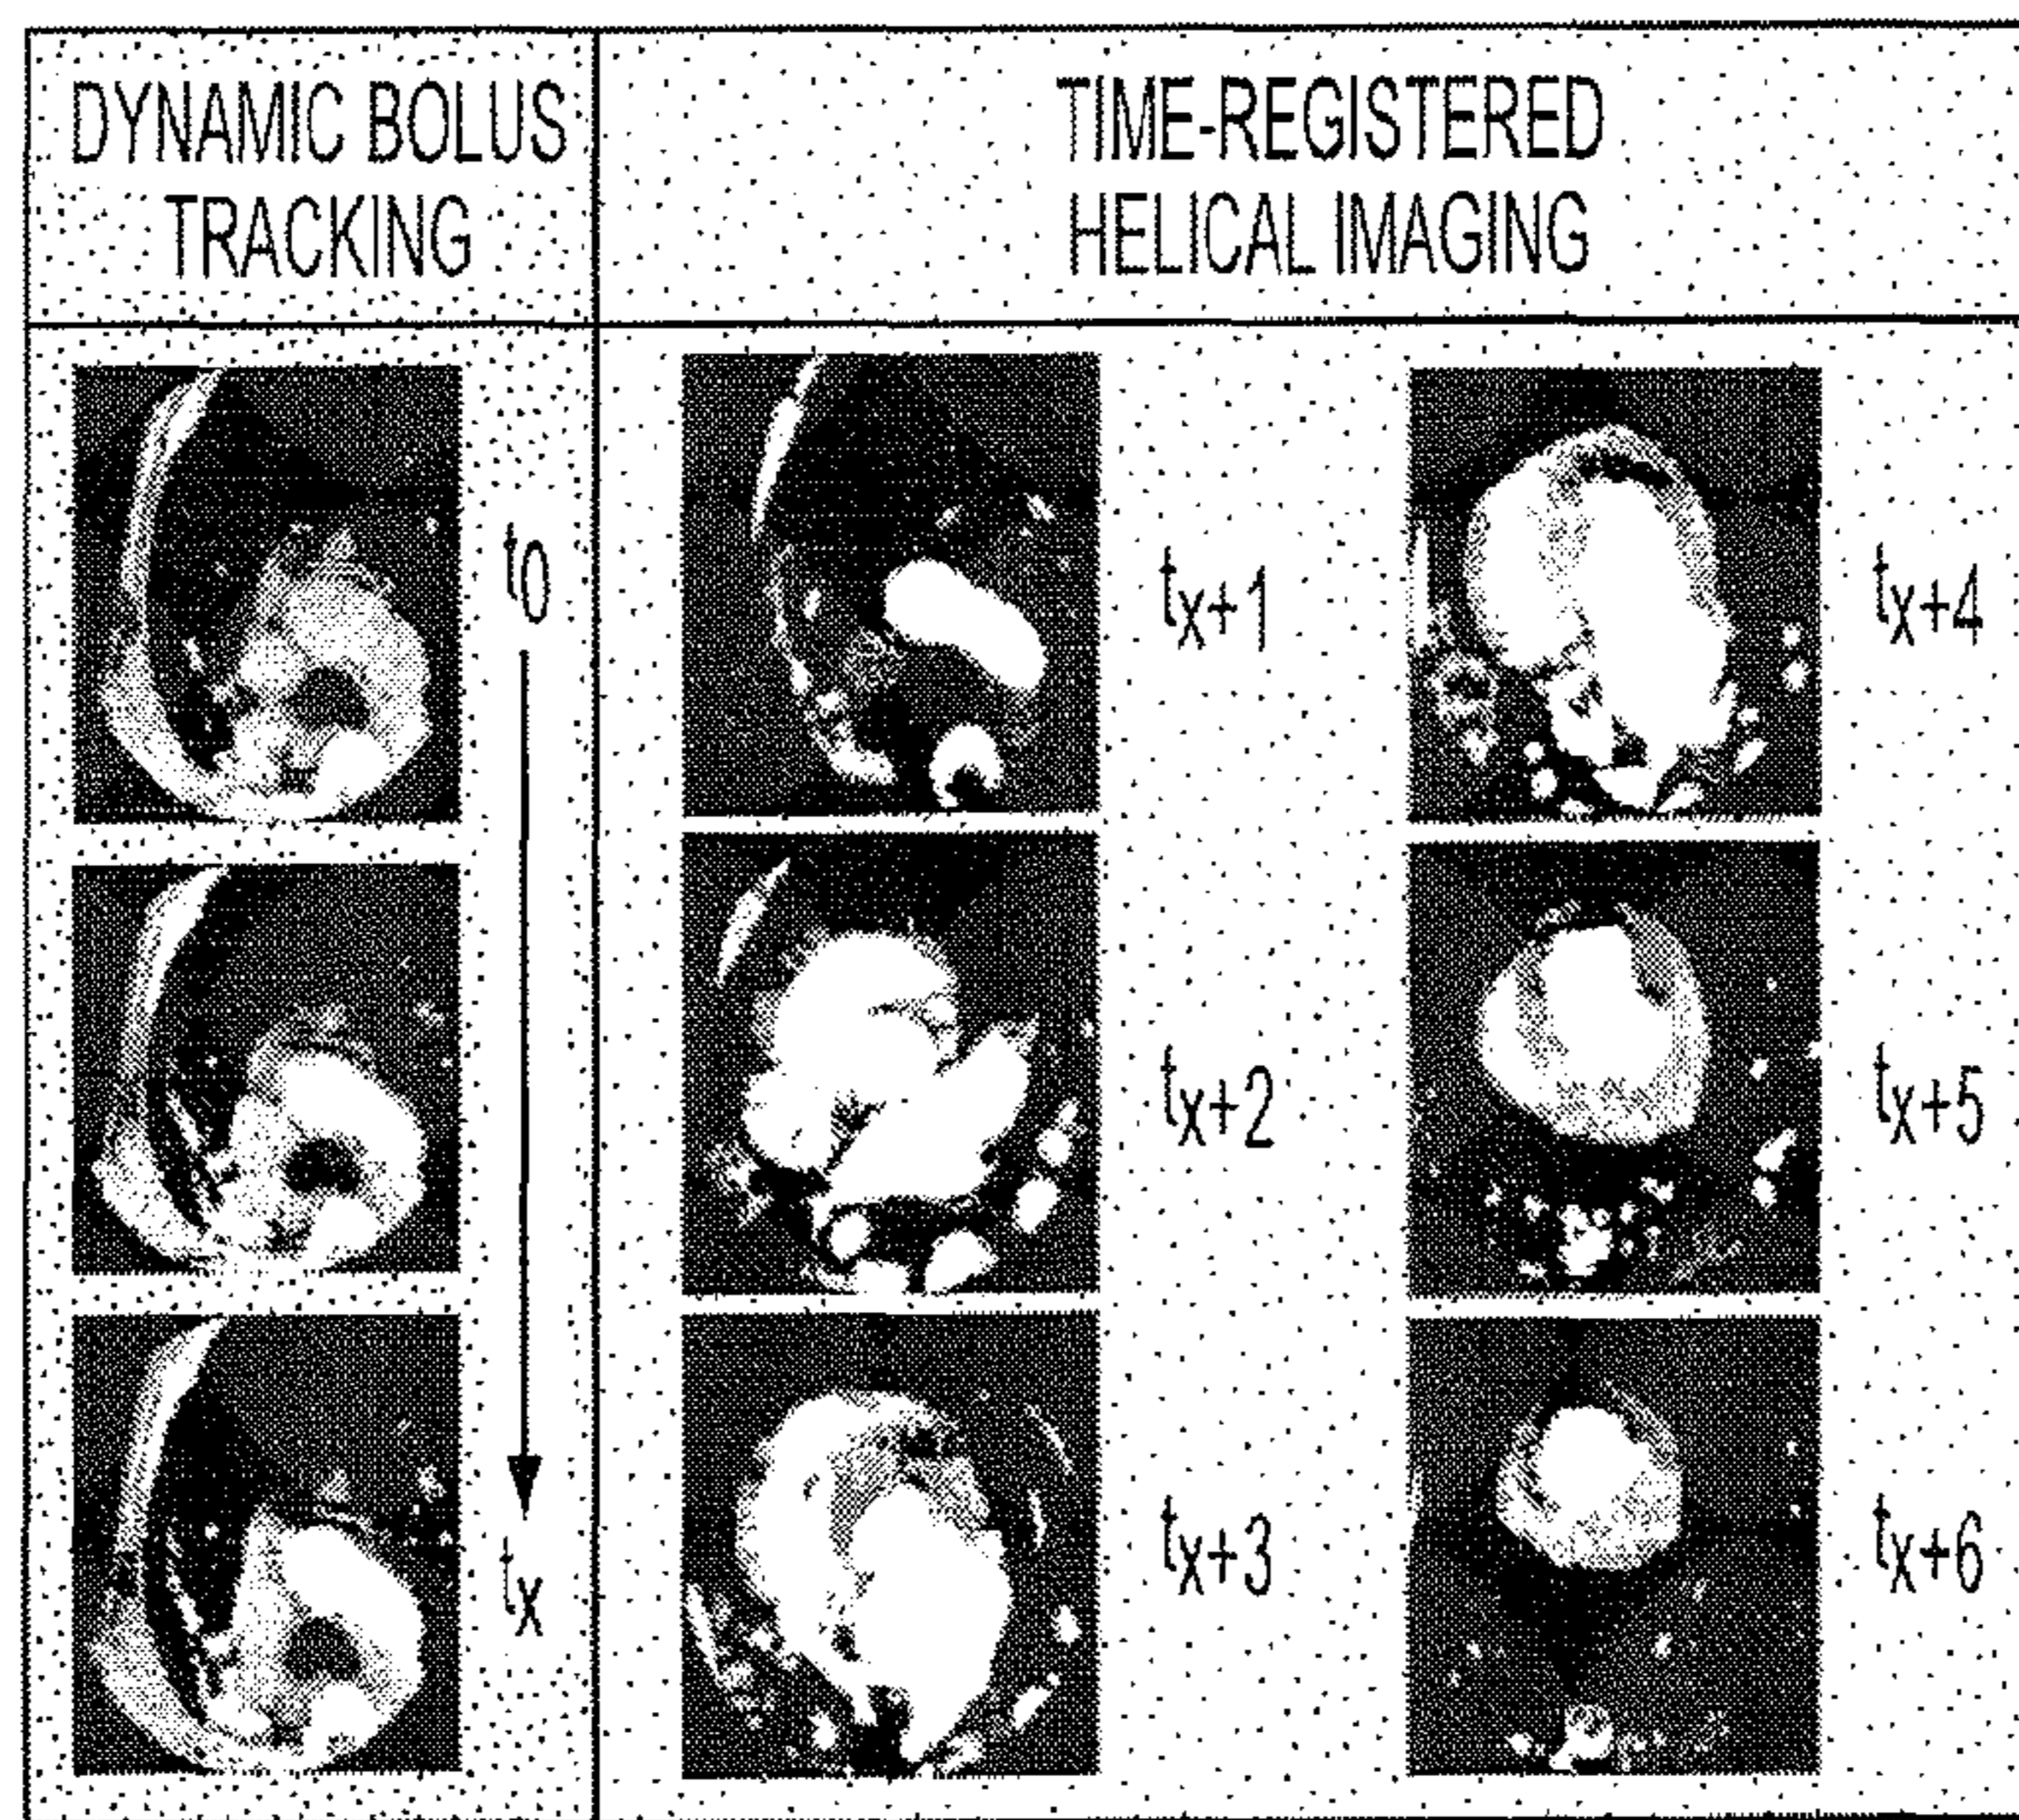 DYNAMIC BOLUS
TRACKING
TIME-REGISTERED
HELICAL IMAGING
t0
tx
tx+1
tx+2
tx+3
tx+4
tx+5
tx+6